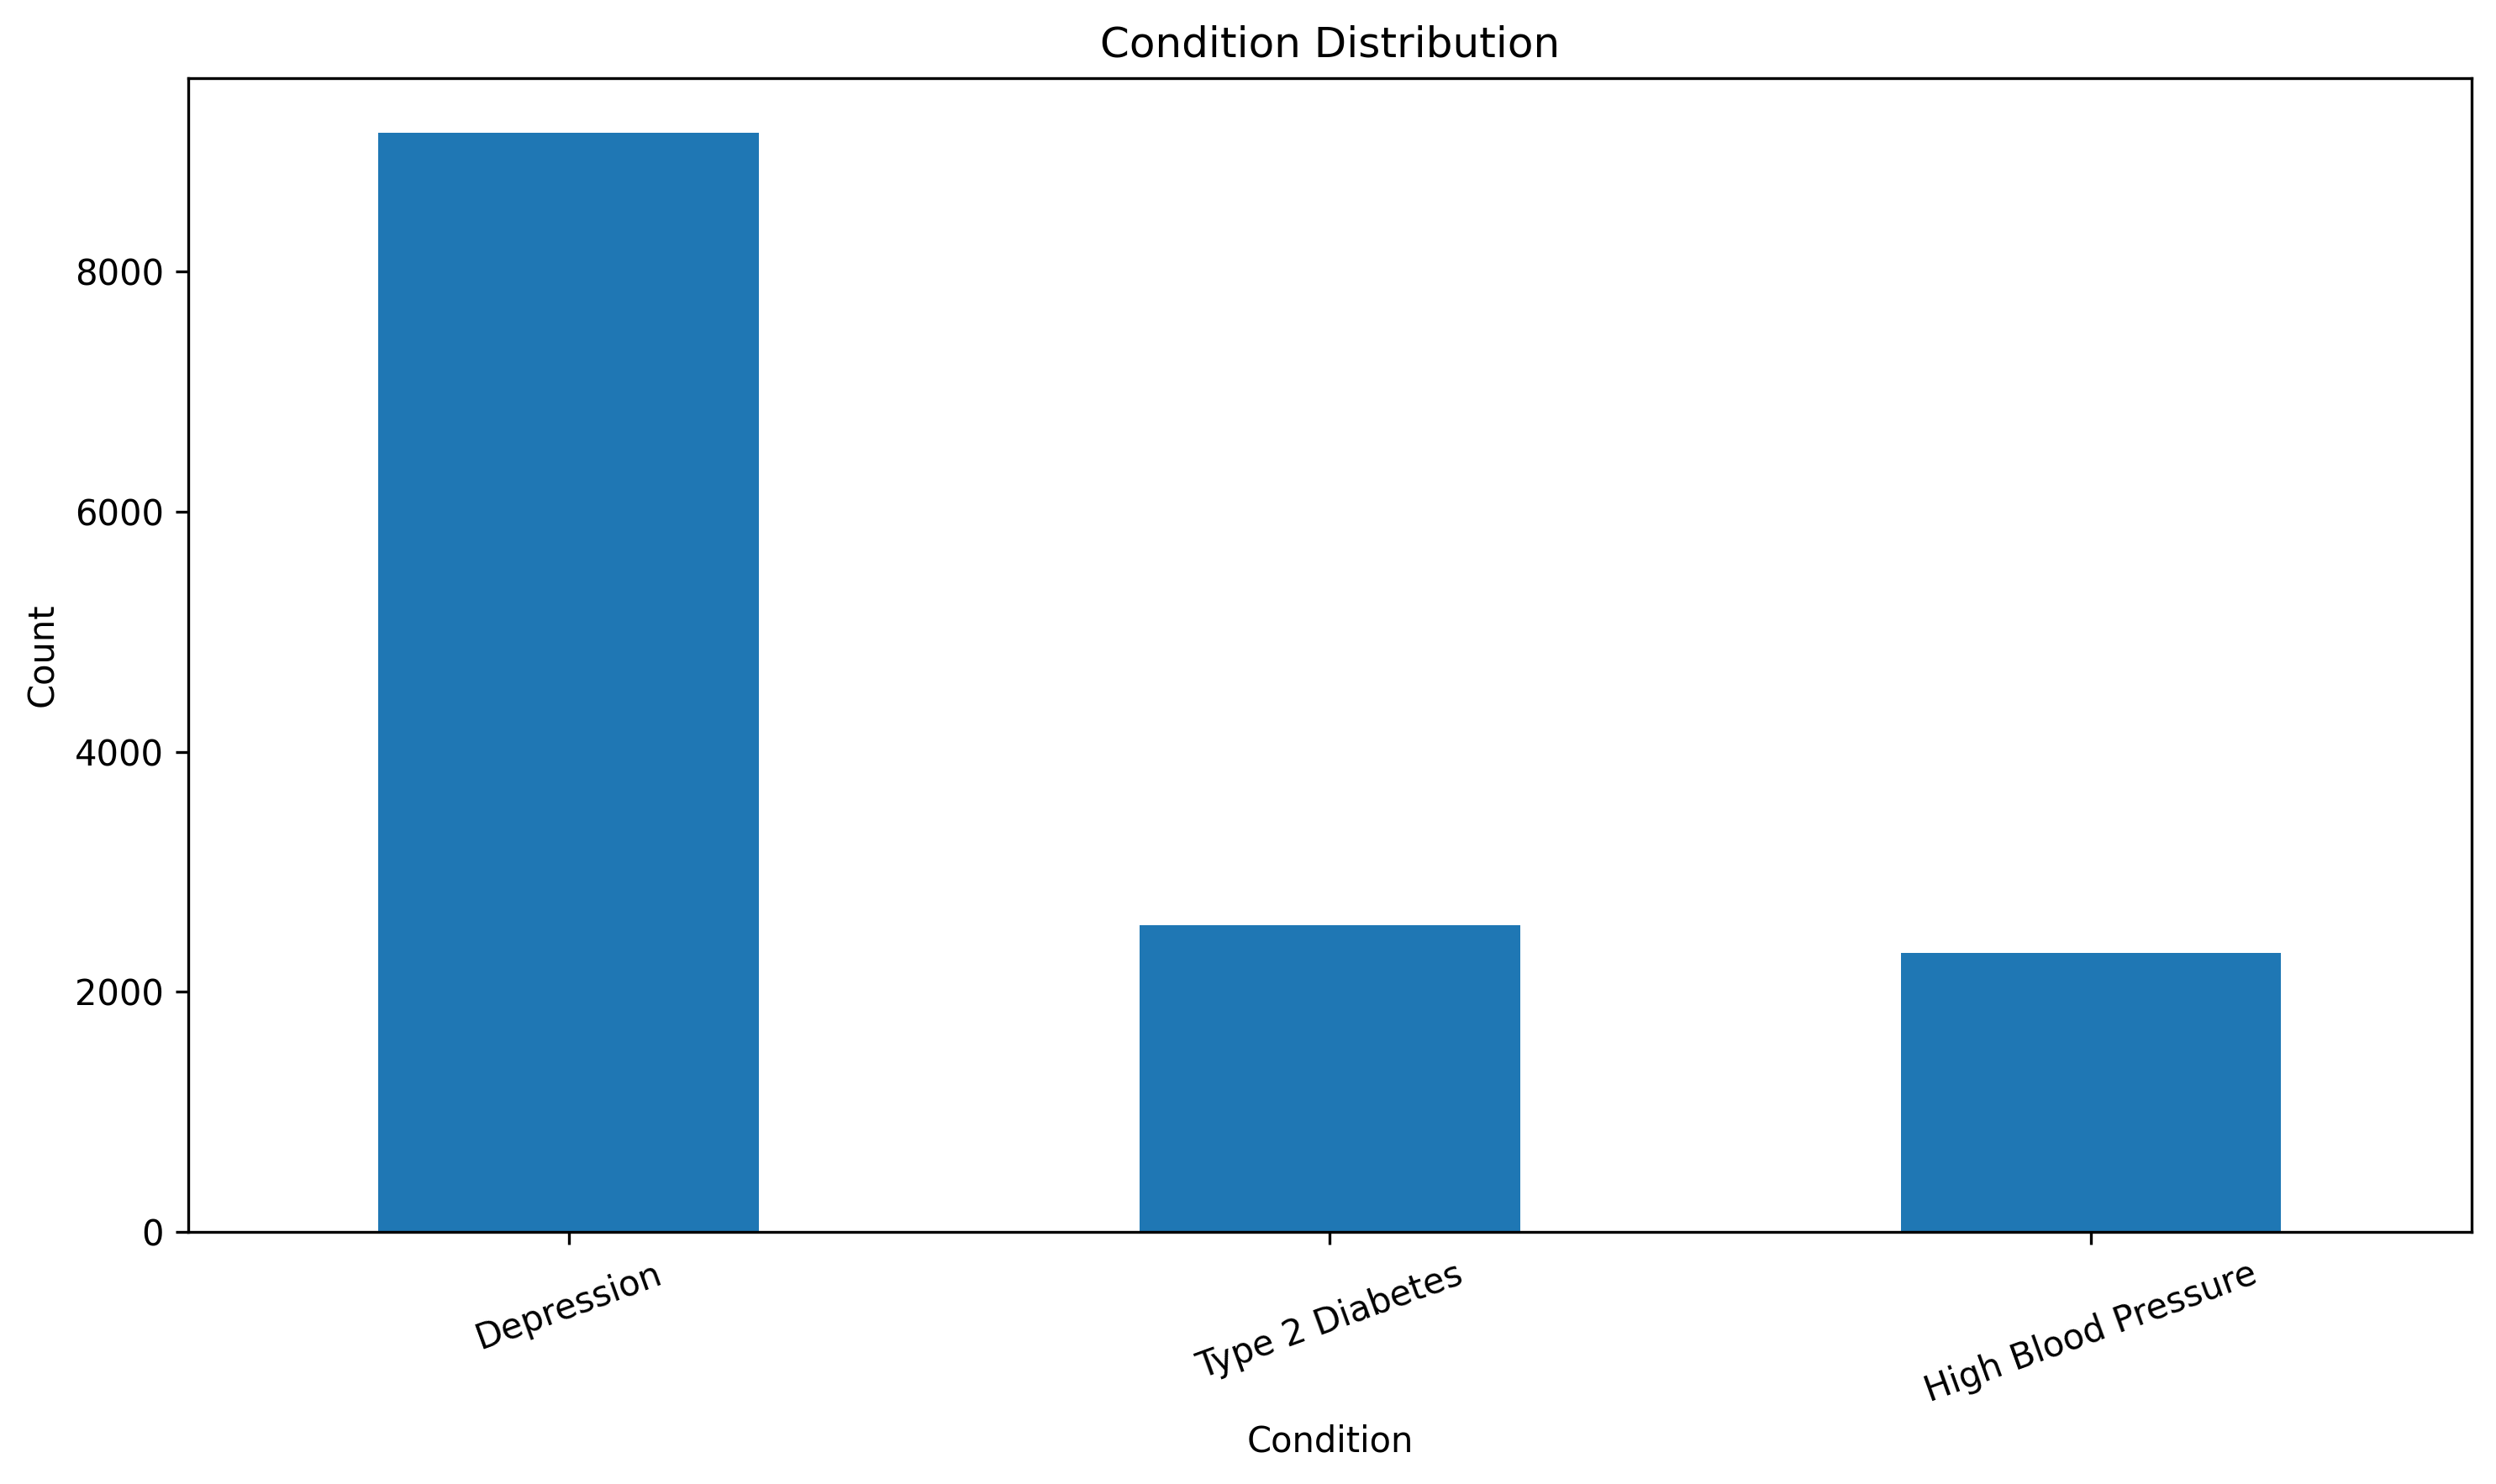 Condition Distribution
8000
6000
4000
2000
0
Count
Depression
Type 2 Diabetes
High Blood Pressure
Condition